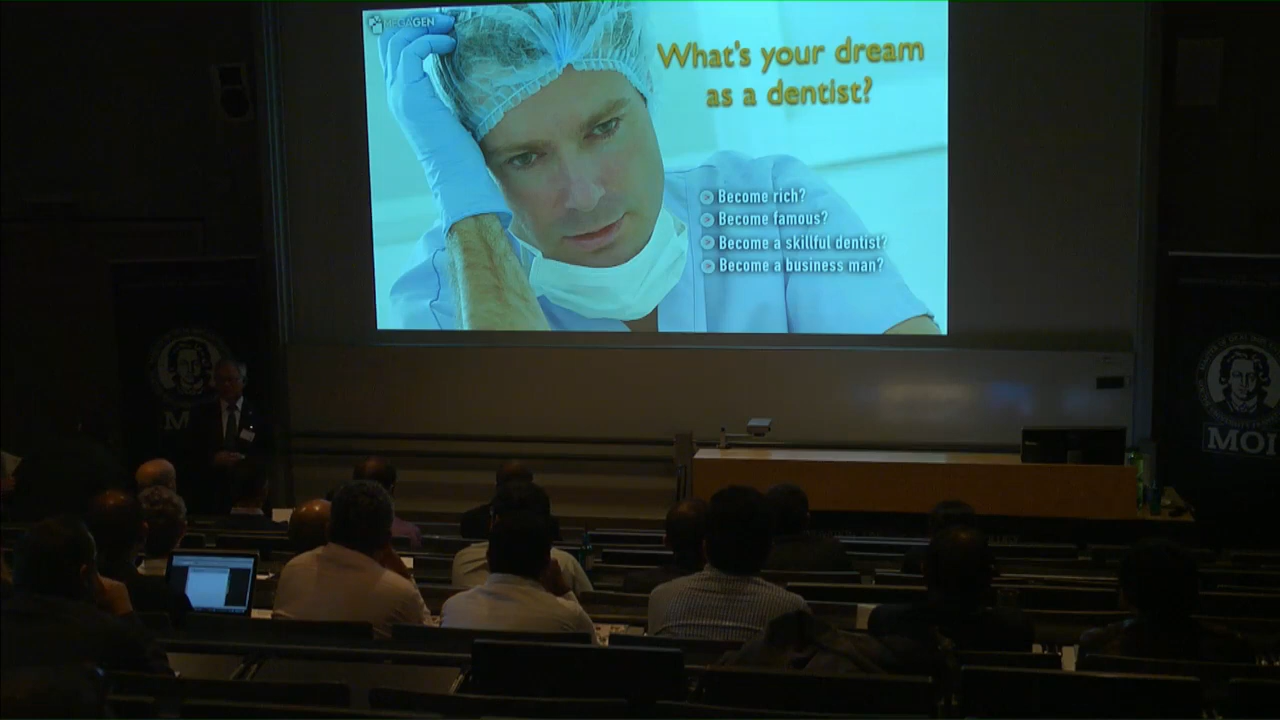 MEGAGEN
What's your dream
as a dentist?
Become rich?
Become famous?
Become a skillful dentist?
Become a business man?
M
MOI